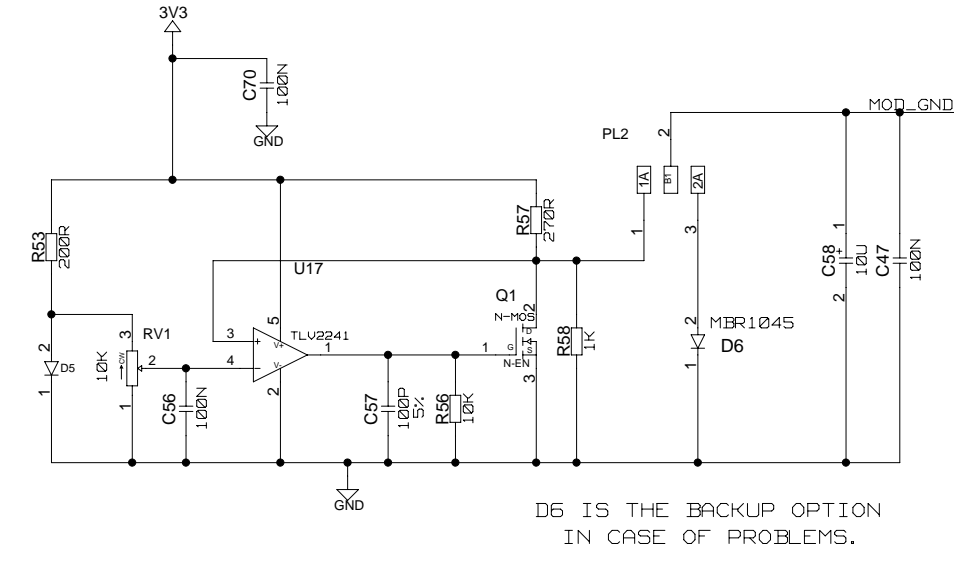 3V3
C70
100N
GND
MOD_GND
PL2
2
1A
B1
2A
R53
200R
R57
270R
1
3
U17
C58
+
10U
1
2
C47
100N
Q1
N-MOS
2
D
G
S
N-EN
1
3
R58
1K
2
MBR1045
D6
1
RV1
3
10K
CW
2
1
2
D5
1
3
+
5
V+
TLV2241
1
4
-
V-
2
C56
100N
C57
100P
5%
R56
10K
GND
D6 IS THE BACKUP OPTION
IN CASE OF PROBLEMS.